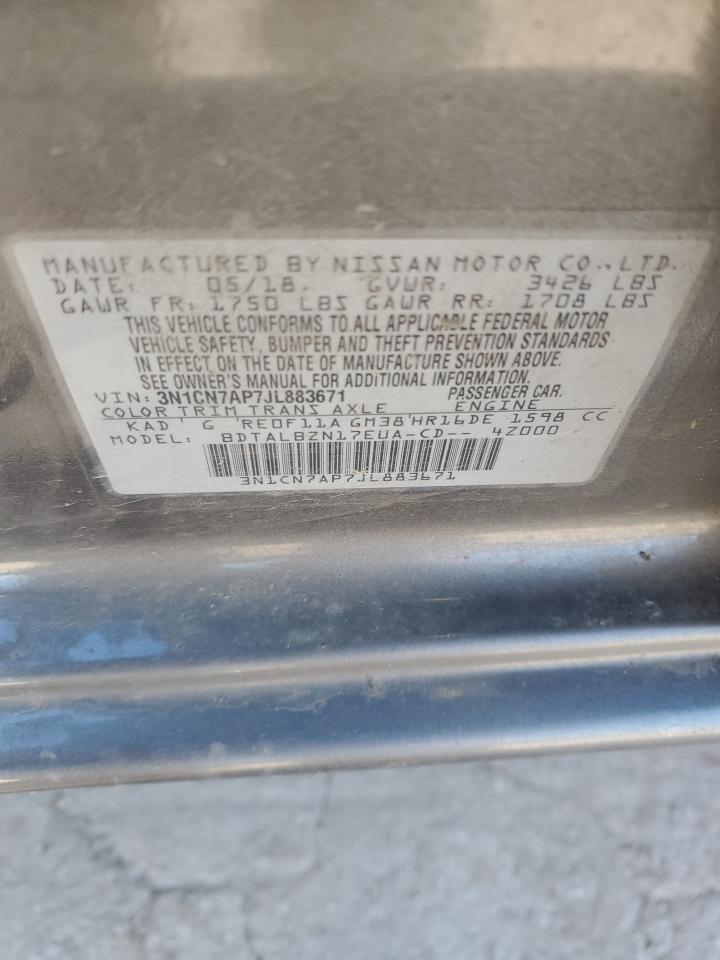 MANUFACTURED BY NISSAN MOTOR CO., LTD.
DATE: 05/18. GVWR: 3426 LBS
GAWR FR: 1750 LBS GAWR RR: 1708 LBS
THIS VEHICLE CONFORMS TO ALL APPLICABLE FEDERAL MOTOR
VEHICLE SAFETY, BUMPER AND THEFT PREVENTION STANDARDS
IN EFFECT ON THE DATE OF MANUFACTURE SHOWN ABOVE.
SEE OWNER'S MANUAL FOR ADDITIONAL INFORMATION.
VIN: 3N1CN7AP7JL883671 PASSENGER CAR.
COLOR TRIM TRANS AXLE ENGINE
KAD ' G 'RE0F11A GM38'HR16DE 1598 CC
MODEL: BDTALBZN17EUA-CD-- 4Z000
3N1CN7AP7JL883671